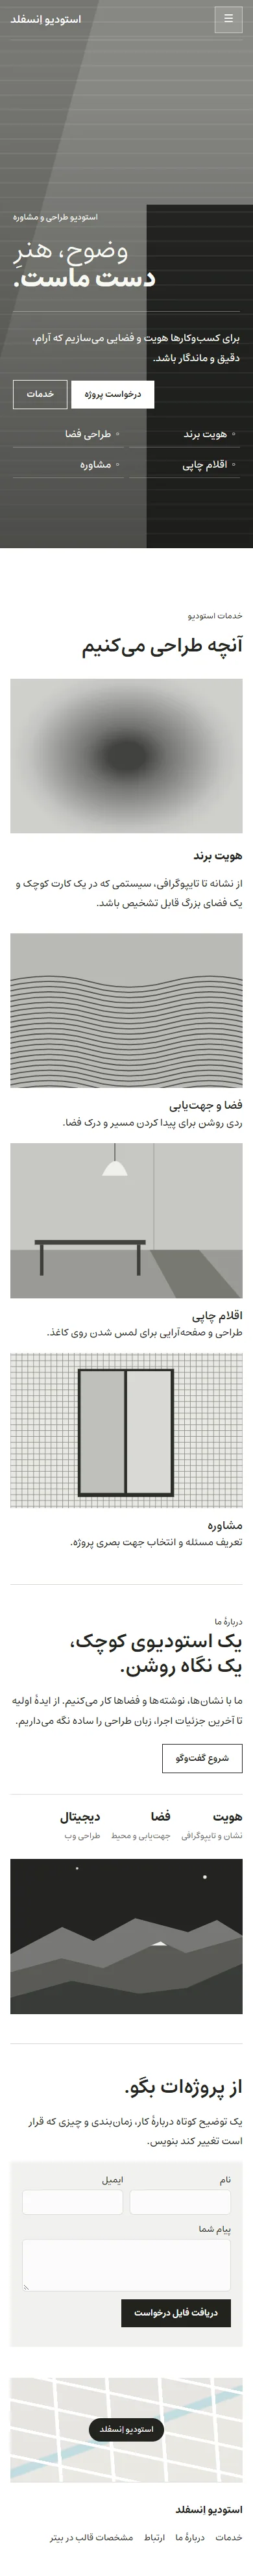 استودیو اِنسفلد
☰
استودیو طراحی و مشاوره
وضوح، هنرِ
دست ماست.
برای کسب‌وکارها هویت و فضایی می‌سازیم که آرام،
دقیق و ماندگار باشد.
درخواست پروژه
خدمات
هویت برند
طراحی فضا
اقلام چاپی
مشاوره
خدمات استودیو
آنچه طراحی می‌کنیم
هویت برند
از نشانه تا تایپوگرافی، سیستمی که در یک کارت کوچک و
یک فضای بزرگ قابل تشخیص باشد.
فضا و جهت‌یابی
ردی روشن برای پیدا کردن مسیر و درک فضا.
اقلام چاپی
طراحی و صفحه‌آرایی برای لمس شدن روی کاغذ.
مشاوره
تعریف مسئله و انتخاب جهت بصری پروژه.
دربارهٔ ما
یک استودیوی کوچک،
یک نگاه روشن.
ما با نشان‌ها، نوشته‌ها و فضاها کار می‌کنیم. از ایدهٔ اولیه
تا آخرین جزئیات اجرا، زبان طراحی را ساده نگه می‌داریم.
شروع گفت‌وگو
هویت
نشان و تایپوگرافی
فضا
جهت‌یابی و محیط
دیجیتال
طراحی وب
از پروژه‌ات بگو.
یک توضیح کوتاه دربارهٔ کار، زمان‌بندی و چیزی که قرار
است تغییر کند بنویس.
نام
ایمیل
پیام شما
دریافت فایل درخواست
استودیو اِنسفلد
استودیو اِنسفلد
خدمات
دربارهٔ ما
ارتباط
مشخصات قالب در بیتر